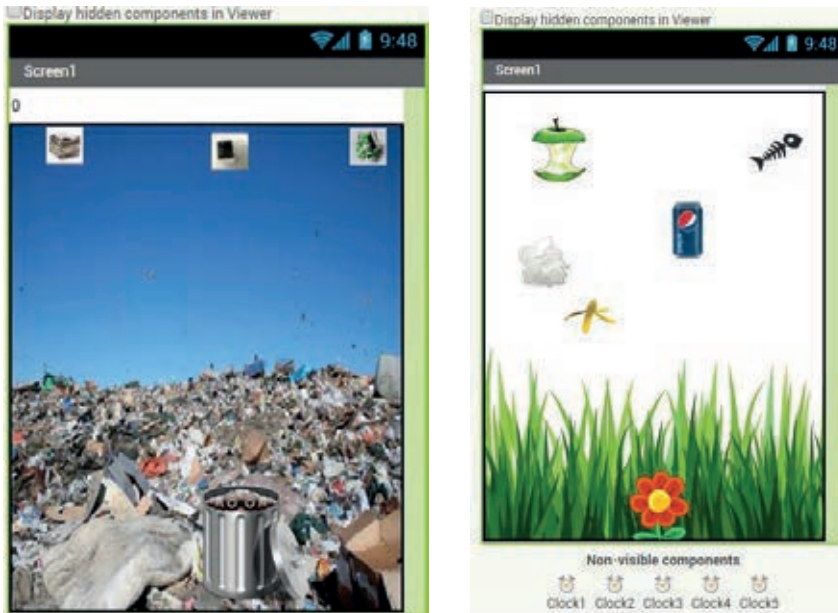 Display hidden components in Viewer
9:48
Screen1
0
Display hidden components in Viewer
9:48
Screen1
pepsi
Non-visible components
Clock1 Clock2 Clock3 Clock4 Clock5